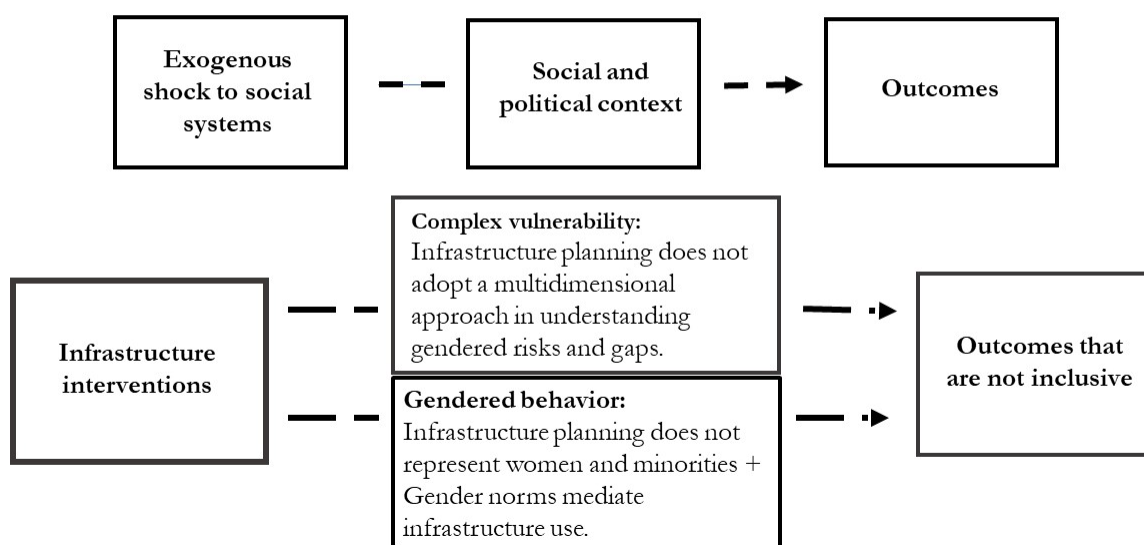 Exogenous
shock to social
systems
Social and
political context
Outcomes
Infrastructure
interventions
Complex vulnerability:
Infrastructure planning does not
adopt a multidimensional
approach in understanding
gendered risks and gaps.
Gendered behavior:
Infrastructure planning does not
represent women and minorities +
Gender norms mediate
infrastructure use.
Outcomes that
are not inclusive